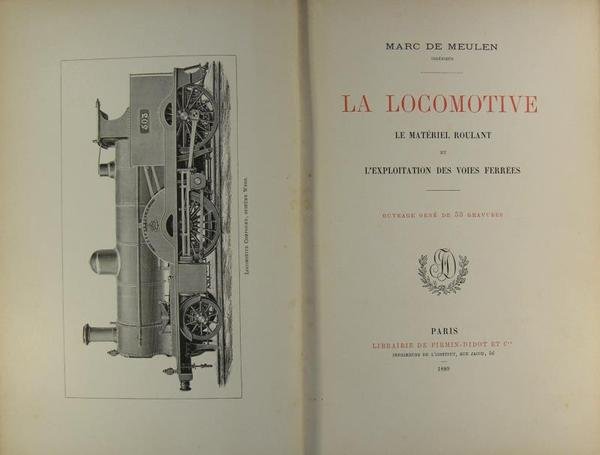 503
LOCOMOTIVE COMPOUND, SYSTÈME WEBB.
MARC DE MEULEN
INGÉNIEUR
LA LOCOMOTIVE
LE MATÉRIEL ROULANT
ET
L'EXPLOITATION DES VOIES FERRÉES
OUVRAGE ORNÉ DE 53 GRAVURES
PARIS
LIBRAIRIE DE FIRMIN-DIDOT ET Cie
IMPRIMEURS DE L'INSTITUT, RUE JACOB, 56
1889